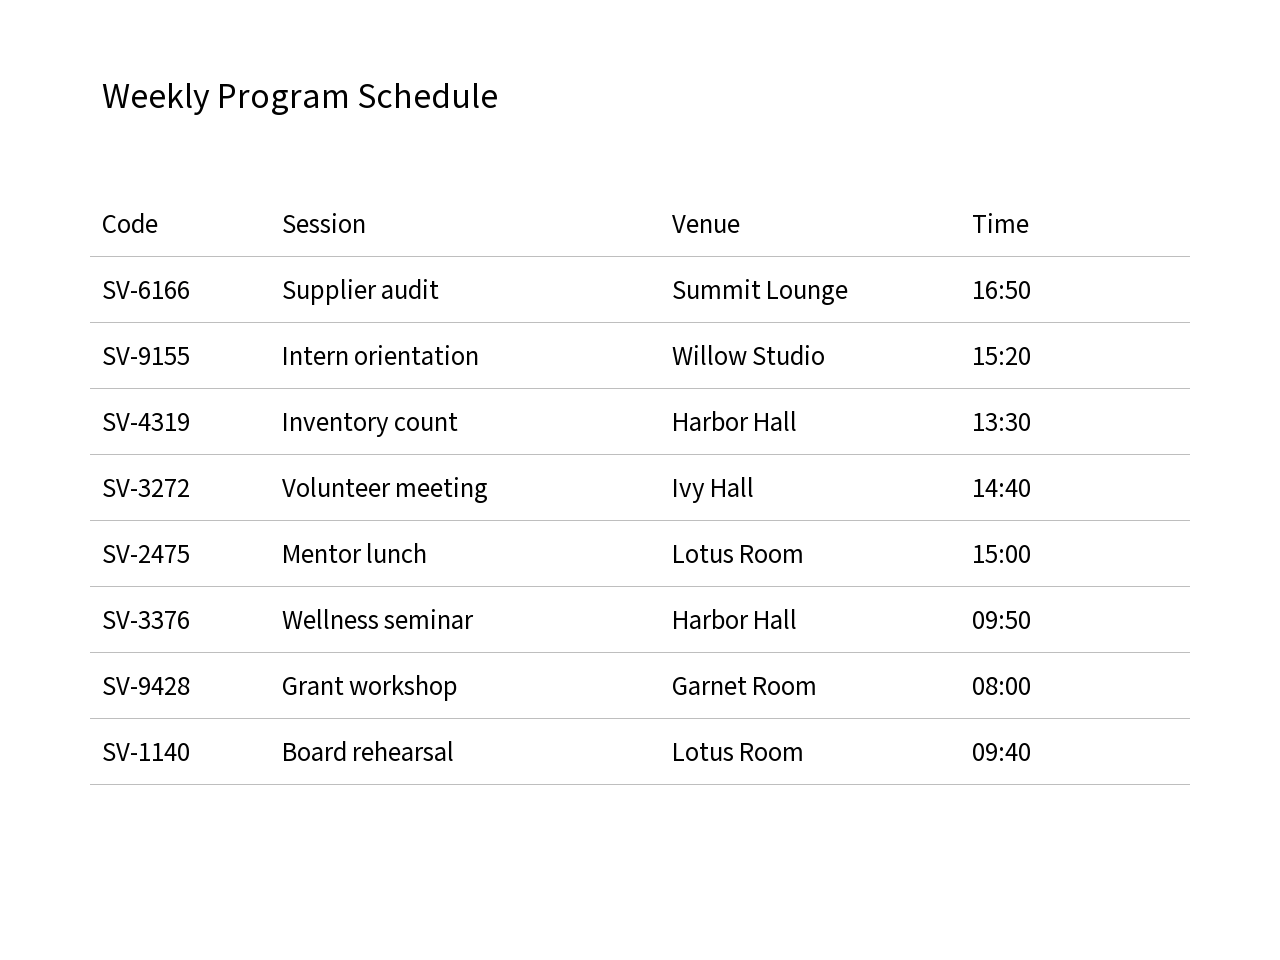 Weekly Program Schedule
Code Session Venue Time
SV-6166 Supplier audit Summit Lounge 16:50
SV-9155 Intern orientation Willow Studio 15:20
SV-4319 Inventory count Harbor Hall 13:30
SV-3272 Volunteer meeting Ivy Hall 14:40
SV-2475 Mentor lunch Lotus Room 15:00
SV-3376 Wellness seminar Harbor Hall 09:50
SV-9428 Grant workshop Garnet Room 08:00
SV-1140 Board rehearsal Lotus Room 09:40